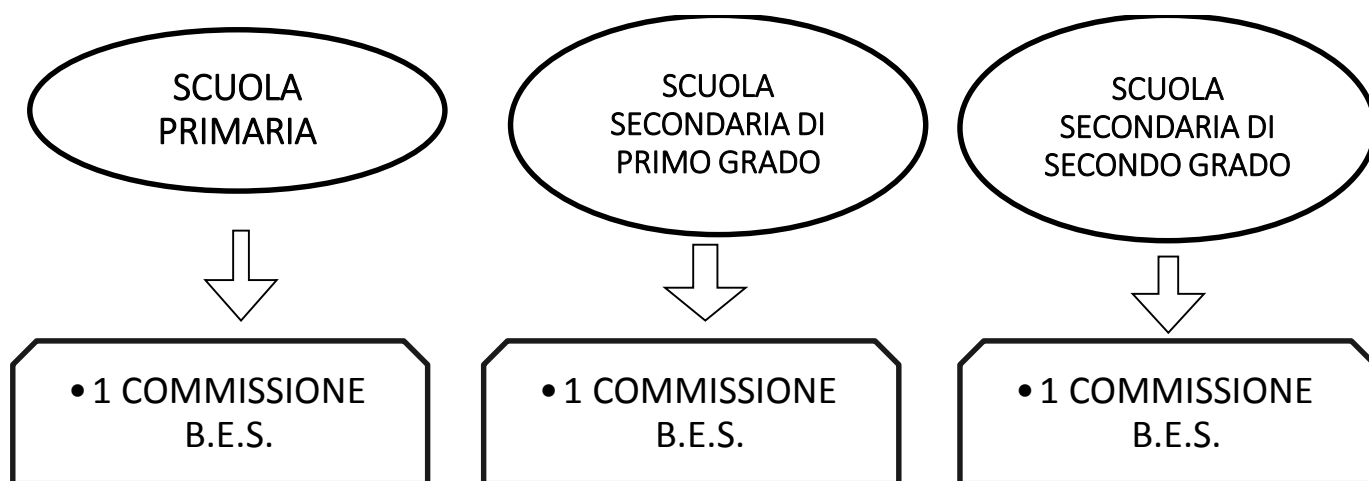 SCUOLA
PRIMARIA
SCUOLA
SECONDARIA DI
PRIMO GRADO
SCUOLA
SECONDARIA DI
SECONDO GRADO
• 1 COMMISSIONE
B.E.S.
• 1 COMMISSIONE
B.E.S.
• 1 COMMISSIONE
B.E.S.